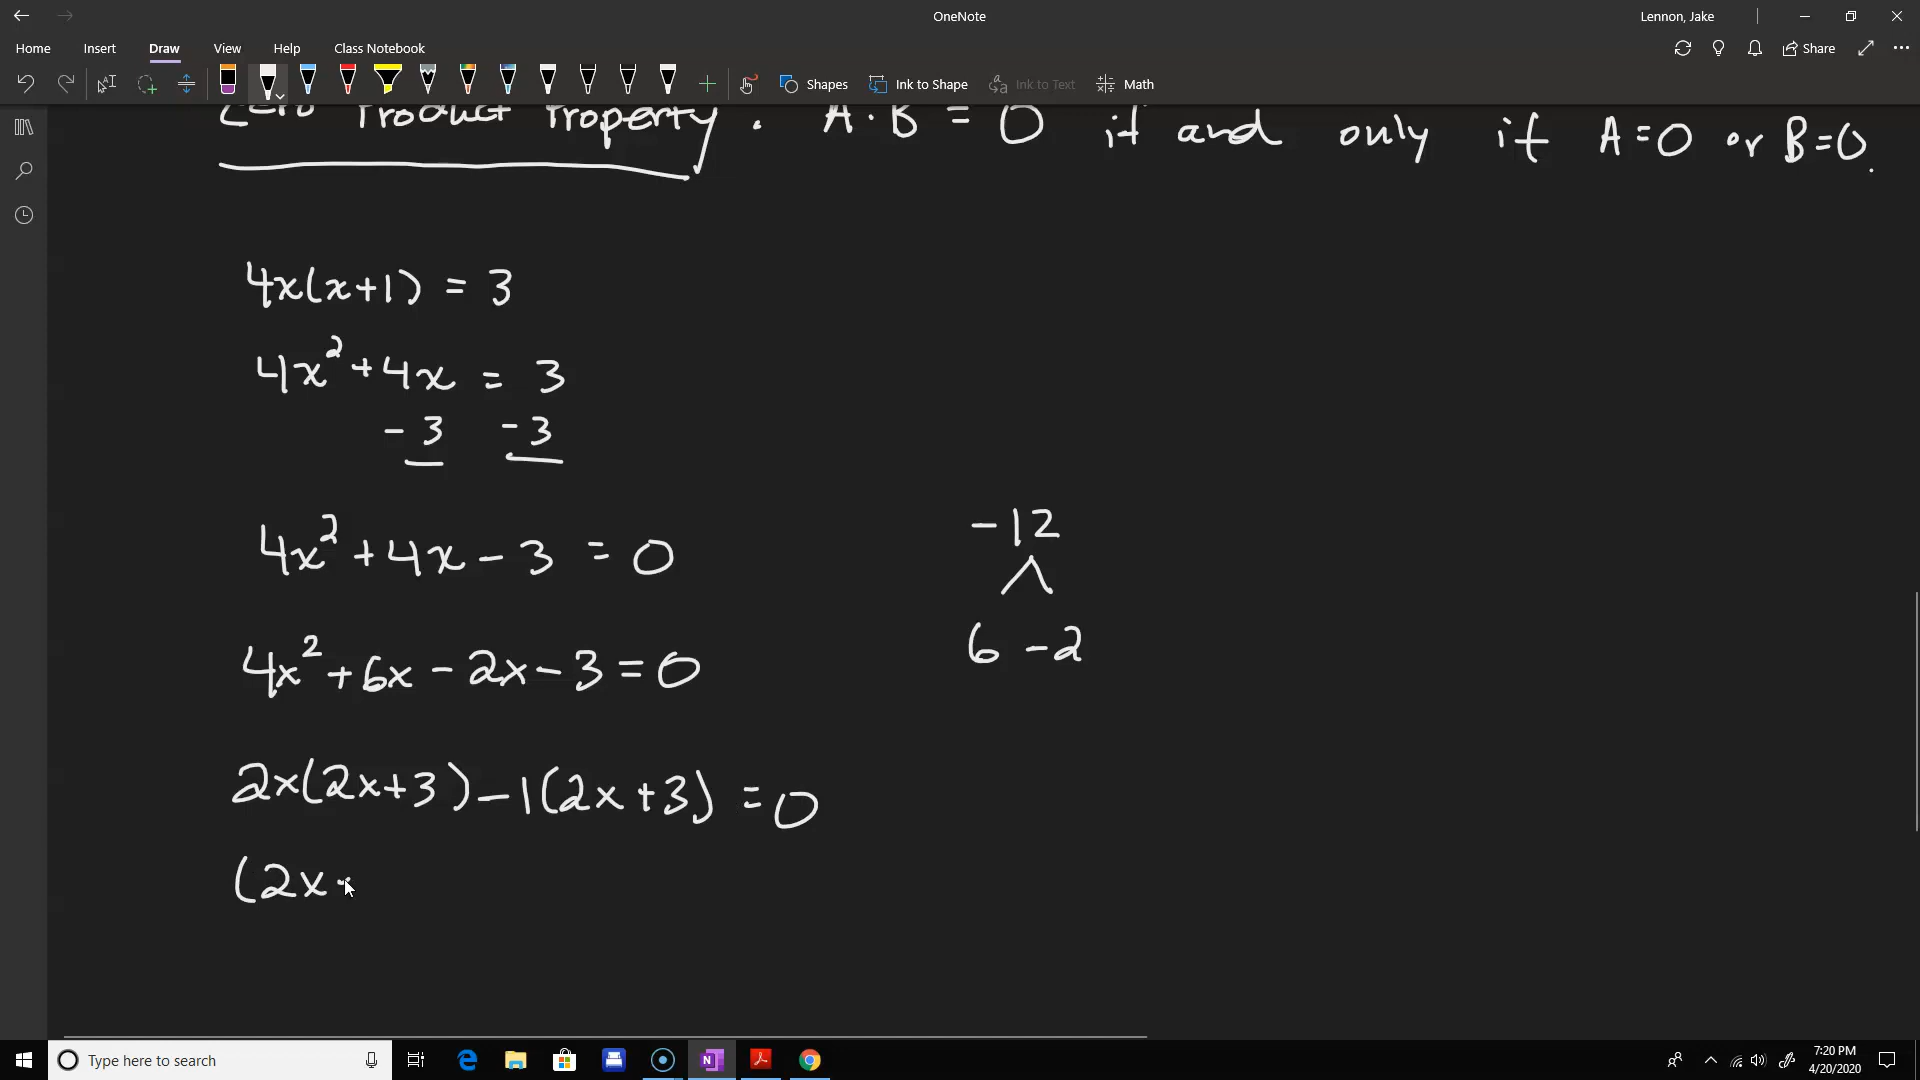 OneNote
Lennon, Jake
Home Insert Draw View Help Class Notebook
Share
Shapes Ink to Shape Ink to Text Math
Zero Product Property. A·B = 0 if and only if A=0 or B=0.
4x(x+1) = 3
4x²+4x = 3
-3 -3
4x²+4x-3 = 0
-12
6 -2
4x²+6x-2x-3=0
2x(2x+3)-1(2x+3) = 0
(2x
Type here to search
7:20 PM
4/20/2020